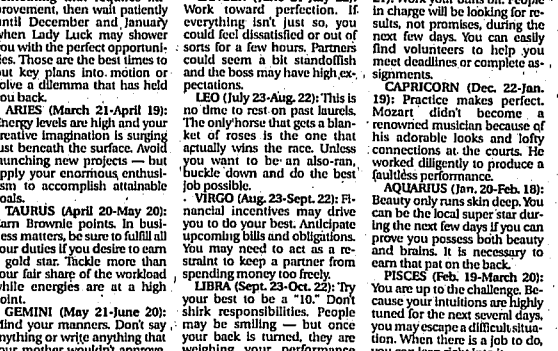 rovement, then wait patiently
until December and January
when Lady Luck may shower
you with the perfect opportuni-
ies. Those are the best times to
put key plans into motion or
olve a dilemma that has held
ou back.
ARIES (March 21-April 19):
Energy levels are high and your
reative imagination is surging
ust beneath the surface. Avoid
aunching new projects — but
pply your enormous enthusi-
sm to accomplish attainable
oals.
TAURUS (April 20-May 20):
arn Brownie points. In busi-
ess matters, be sure to fulfill all
our duties if you desire to earn
gold star. Tackle more than
our fair share of the workload
while energies are at a high
oint.
GEMINI (May 21-June 20):
Mind your manners. Don't say
nything or write anything that
our mother wouldn't approve
Work toward perfection. If
everything isn't just so, you
could feel dissatisfied or out of
sorts for a few hours. Partners
could seem a bit standoffish
and the boss may have high ex-
pectations.
LEO (July 23-Aug. 22): This is
no time to rest on past laurels.
The only horse that gets a blan-
ket of roses is the one that
actually wins the race. Unless
you want to be an also-ran,
buckle down and do the best
job possible.
VIRGO (Aug. 23-Sept. 22): Fi-
nancial incentives may drive
you to do your best. Anticipate
upcoming bills and obligations.
You may need to act as a re-
straint to keep a partner from
spending money too freely.
LIBRA (Sept. 23-Oct. 22): Try
your best to be a "10." Don't
shirk responsibilities. People
may be smiling — but once
your back is turned, they are
weighing your performance
in charge will be looking for re-
sults, not promises, during the
next few days. You can easily
find volunteers to help you
meet deadlines or complete as-
signments.
CAPRICORN (Dec. 22-Jan.
19): Practice makes perfect.
Mozart didn't become a
renowned musician because of
his adorable looks and lofty
connections at the courts. He
worked diligently to produce a
faultless performance.
AQUARIUS (Jan. 20-Feb. 18):
Beauty only runs skin deep. You
can be the local super star dur-
ing the next few days if you can
prove you possess both beauty
and brains. It is necessary to
earn that pat on the back.
PISCES (Feb. 19-March 20):
You are up to the challenge. Be-
cause your intuitions are highly
tuned for the next several days,
you may escape a difficult situa-
tion. When there is a job to do,